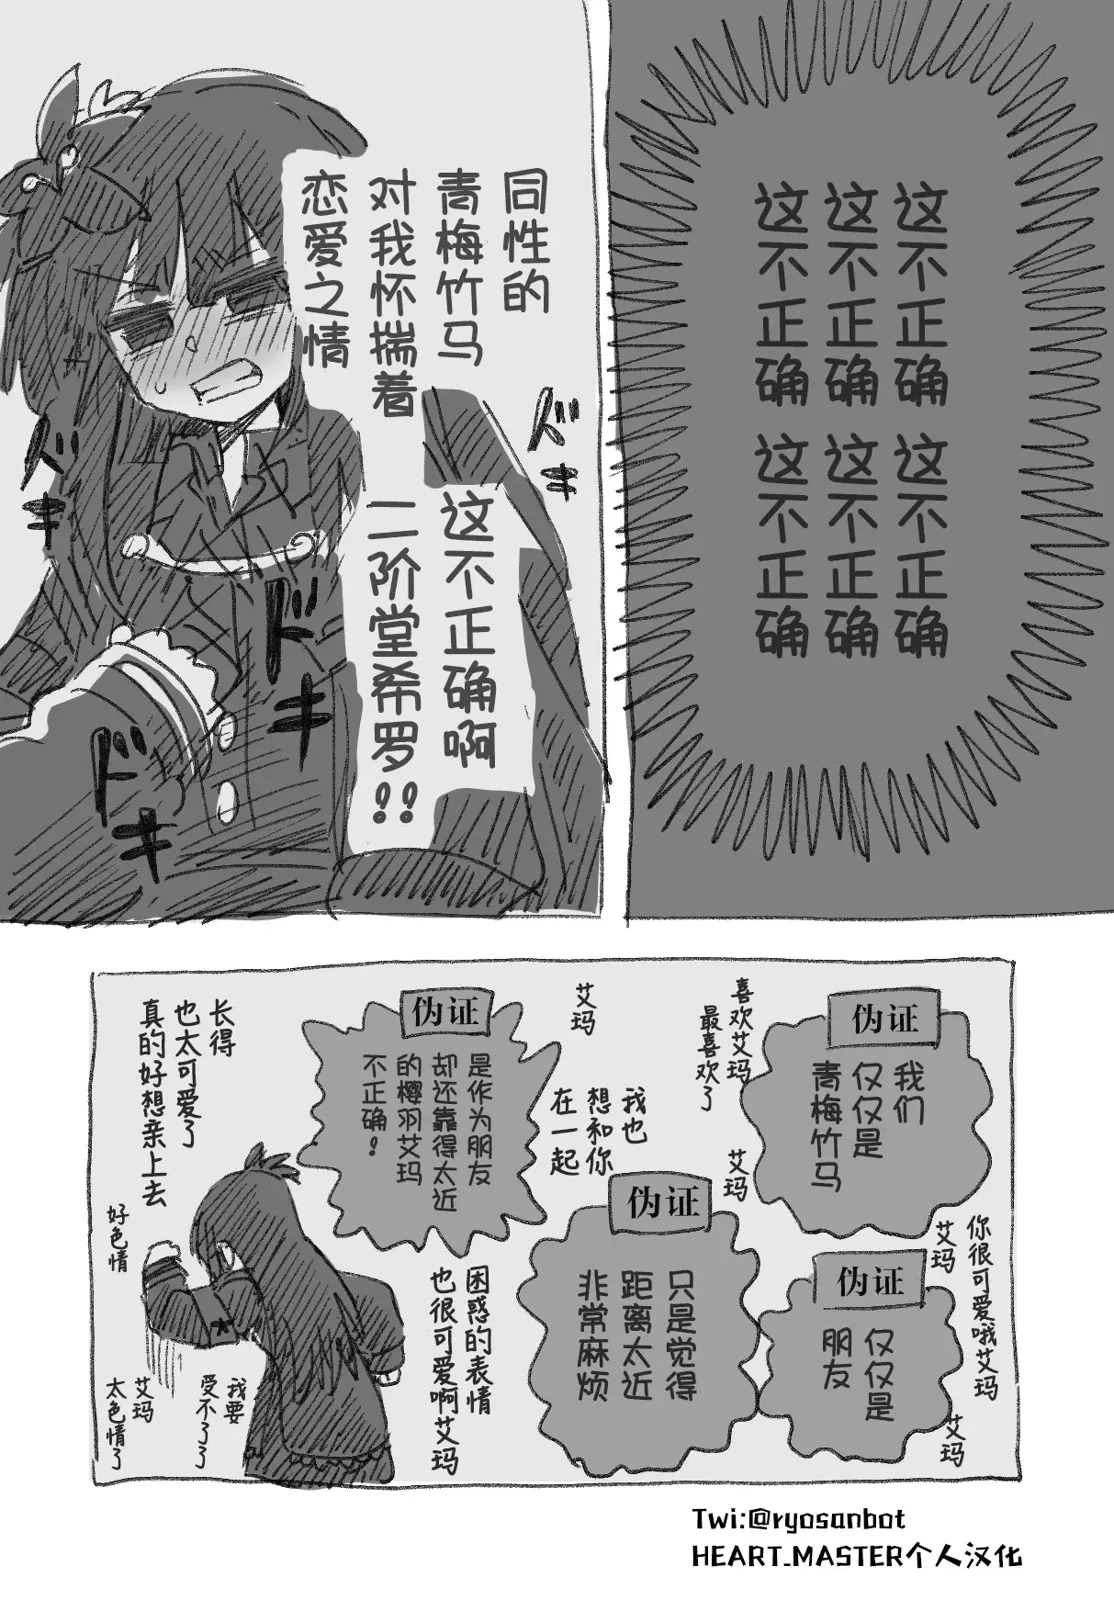 这不正确
这不正确
这不正确
这不正确
这不正确
这不正确
同性的
青梅竹马
对我怀揣着
恋爱之情
这不正确啊
二阶堂希罗!!
ドキ
ドキ
ドキ
ドキ
伪证
我们
仅仅是
青梅竹马
喜欢艾玛
最喜欢了
艾玛
你很可爱哦艾玛
艾玛
伪证
仅仅是
朋友
艾玛
艾玛
我也
想和你
在一起
伪证
只是觉得
距离太近
非常麻烦
伪证
是作为朋友
却还靠得太近
的樱羽艾玛
不正确!
困惑的表情
也很可爱啊艾玛
长得
也太可爱了
真的好想亲上去
好色情
我要
受不了了
艾玛
太色情了
Twi:@ryosanbot
HEART_MASTER个人汉化